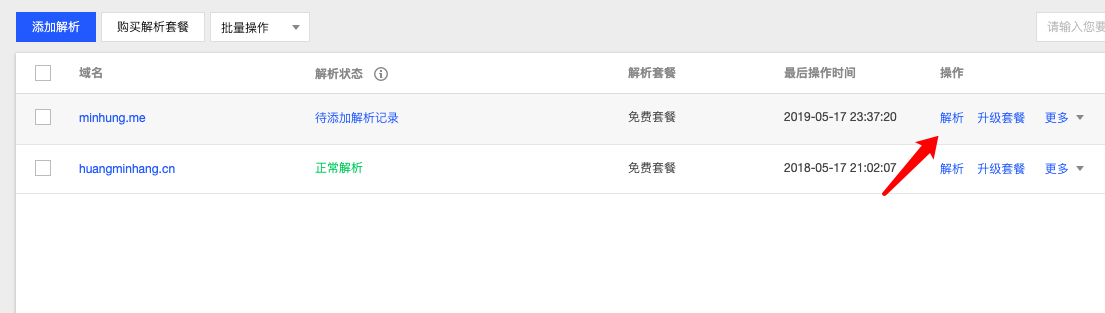 添加解析 购买解析套餐 批量操作 请输入您要
域名 解析状态 解析套餐 最后操作时间 操作
minhung.me 待添加解析记录 免费套餐 2019-05-17 23:37:20 解析 升级套餐 更多
huangminhang.cn 正常解析 免费套餐 2018-05-17 21:02:07 解析 升级套餐 更多